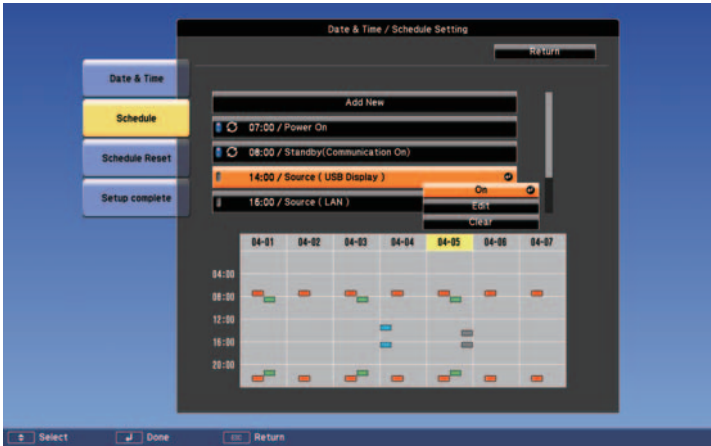 Date & Time / Schedule Setting
Return
Date & Time
Schedule
Schedule Reset
Setup complete
Add New
07:00 / Power On
08:00 / Standby(Communication On)
14:00 / Source ( USB Display )
16:00 / Source ( LAN )
On
Edit
Clear
04-01 04-02 04-03 04-04 04-05 04-06 04-07
04:00
08:00
12:00
16:00
20:00
Select Done Esc Return